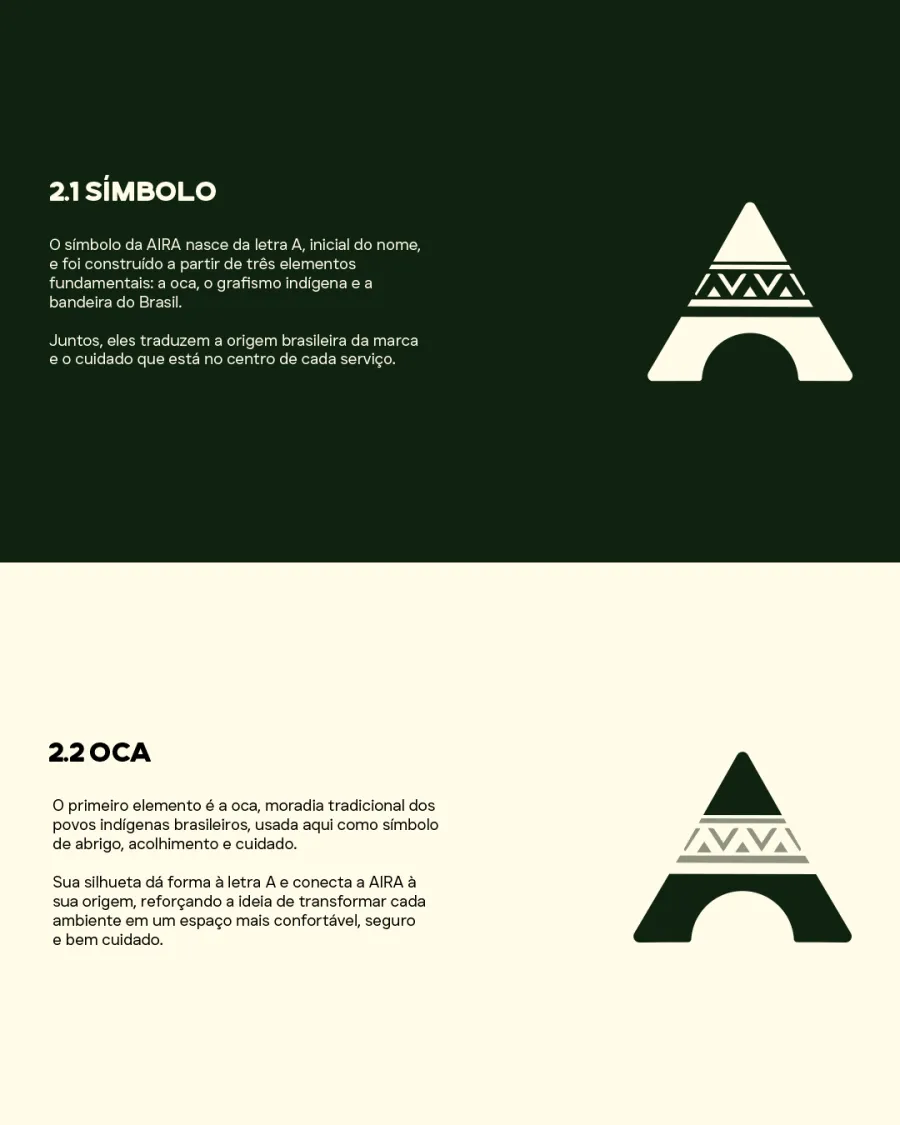 2.1 SÍMBOLO
O símbolo da AIRA nasce da letra A, inicial do nome,
e foi construído a partir de três elementos
fundamentais: a oca, o grafismo indígena e a
bandeira do Brasil.
Juntos, eles traduzem a origem brasileira da marca
e o cuidado que está no centro de cada serviço.
2.2 OCA
O primeiro elemento é a oca, moradia tradicional dos
povos indígenas brasileiros, usada aqui como símbolo
de abrigo, acolhimento e cuidado.
Sua silhueta dá forma à letra A e conecta a AIRA à
sua origem, reforçando a ideia de transformar cada
ambiente em um espaço mais confortável, seguro
e bem cuidado.